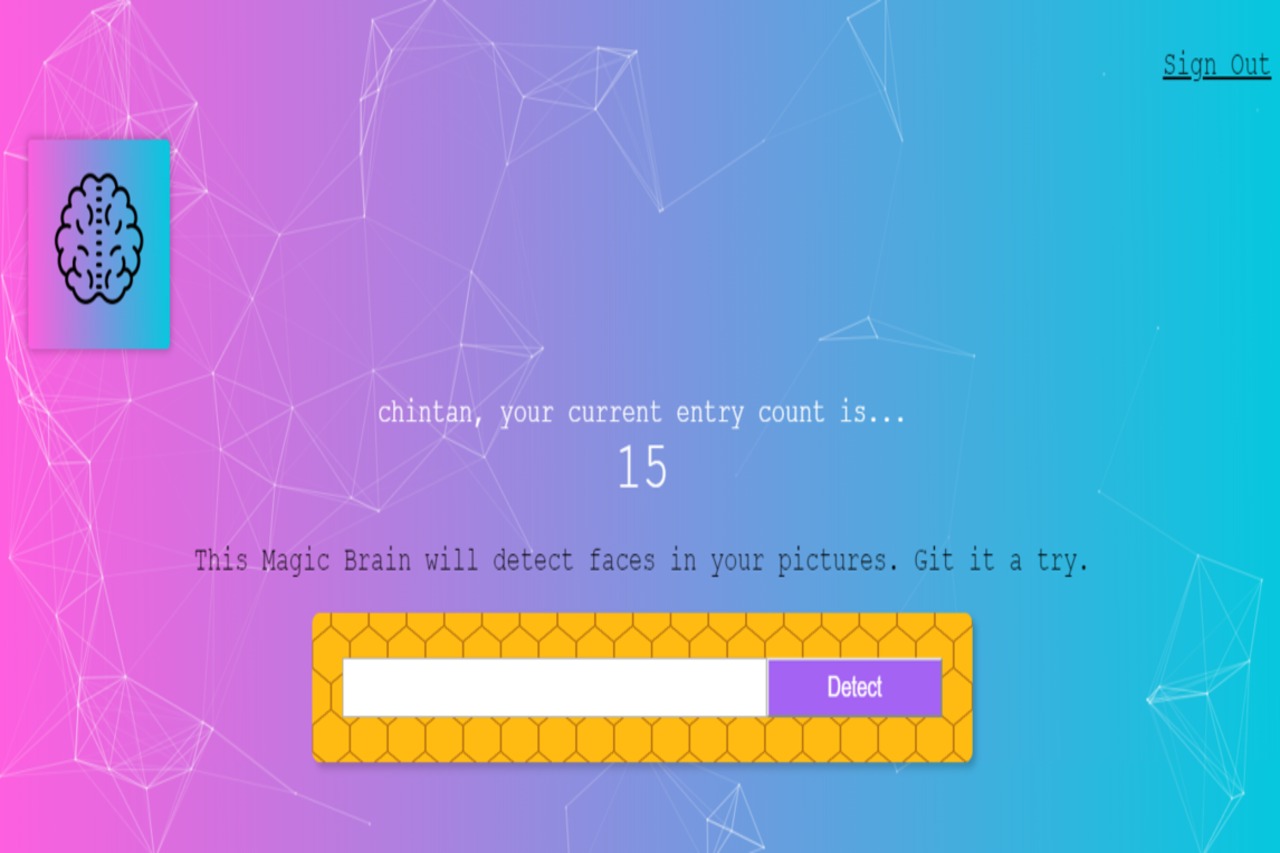 Sign Out
chintan, your current entry count is...
15
This Magic Brain will detect faces in your pictures. Git it a try.
Detect